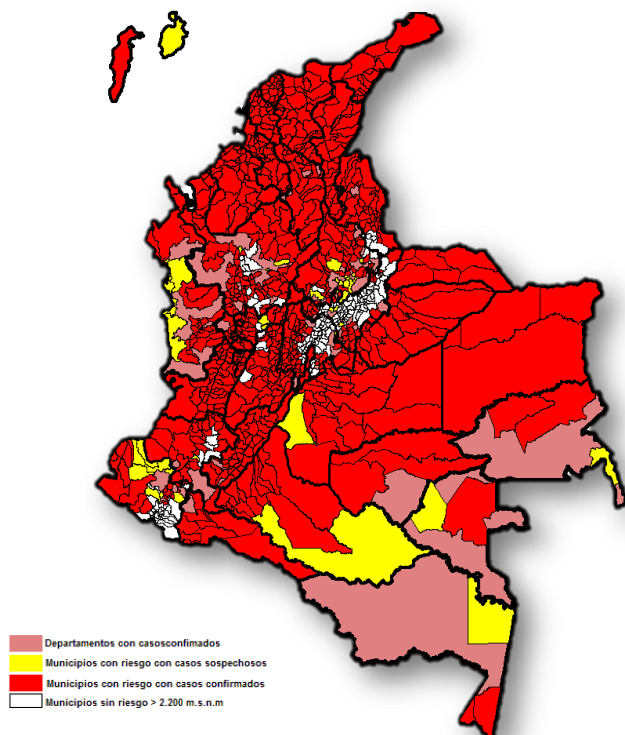 Departamentos con casosconfimados
Municipios con riesgo con casos sospechosos
Municipios con riesgo con casos confirmados
Municipios sin riesgo > 2.200 m.s.n.m